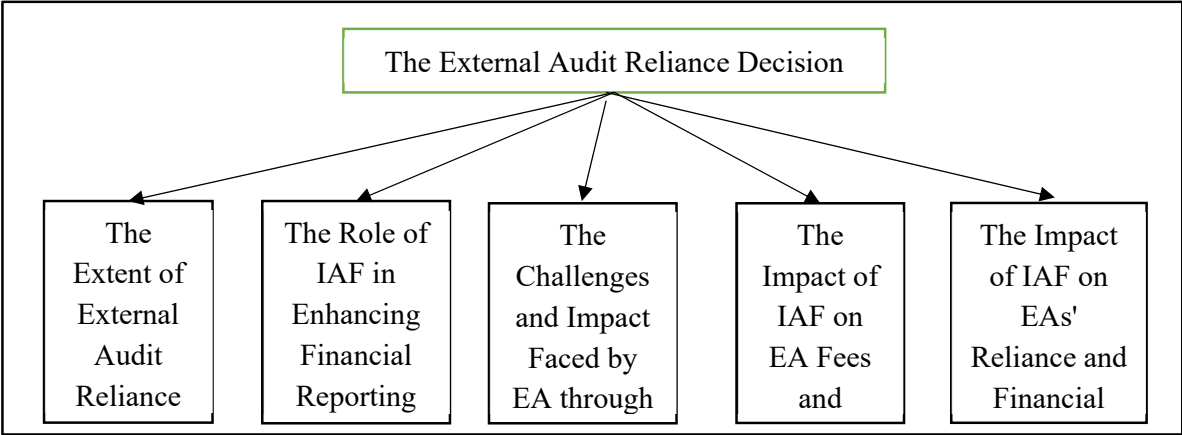 The External Audit Reliance Decision
The
Extent of
External
Audit
Reliance
The Role of
IAF in
Enhancing
Financial
Reporting
The
Challenges
and Impact
Faced by
EA through
The
Impact of
IAF on
EA Fees
and
The Impact
of IAF on
EAs'
Reliance and
Financial